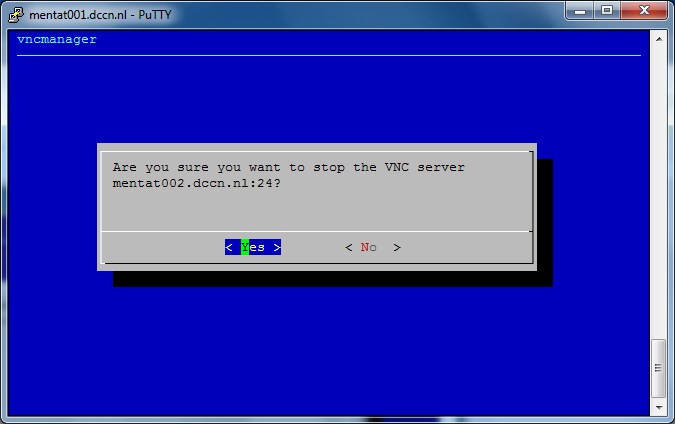 mentat001.dccn.nl - PuTTY
vncmanager
Are you sure you want to stop the VNC server
mentat002.dccn.nl:24?
< Yes > < No >